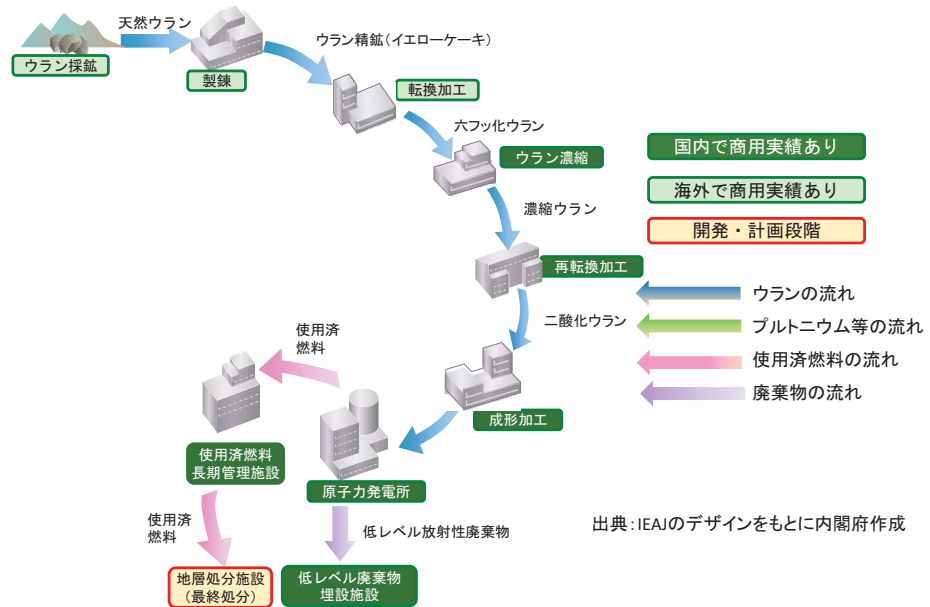 天然ウラン
ウラン採鉱
製錬
ウラン精鉱（イエローケーキ）
転換加工
六フッ化ウラン
ウラン濃縮
濃縮ウラン
再転換加工
二酸化ウラン
成形加工
使用済
燃料
使用済燃料
長期管理施設
原子力発電所
使用済
燃料
低レベル放射性廃棄物
地層処分施設
（最終処分）
低レベル廃棄物
埋設施設
国内で商用実績あり
海外で商用実績あり
開発・計画段階
ウランの流れ
プルトニウム等の流れ
使用済燃料の流れ
廃棄物の流れ
出典：IEAJのデザインをもとに内閣府作成